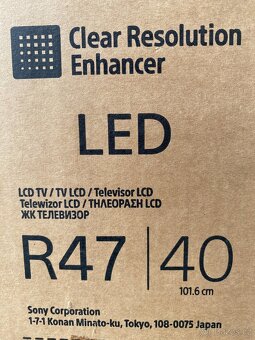 Clear Resolution
Enhancer
LED
LCD TV / TV LCD / Televisor LCD
Telewizor LCD / ΤΗΛΕΟΡΑΣΗ LCD
ЖК ТЕЛЕВИЗОР
R47 40
101.6 cm
Sony Corporation
1-7-1 Konan Minato-ku, Tokyo, 108-0075 Japan